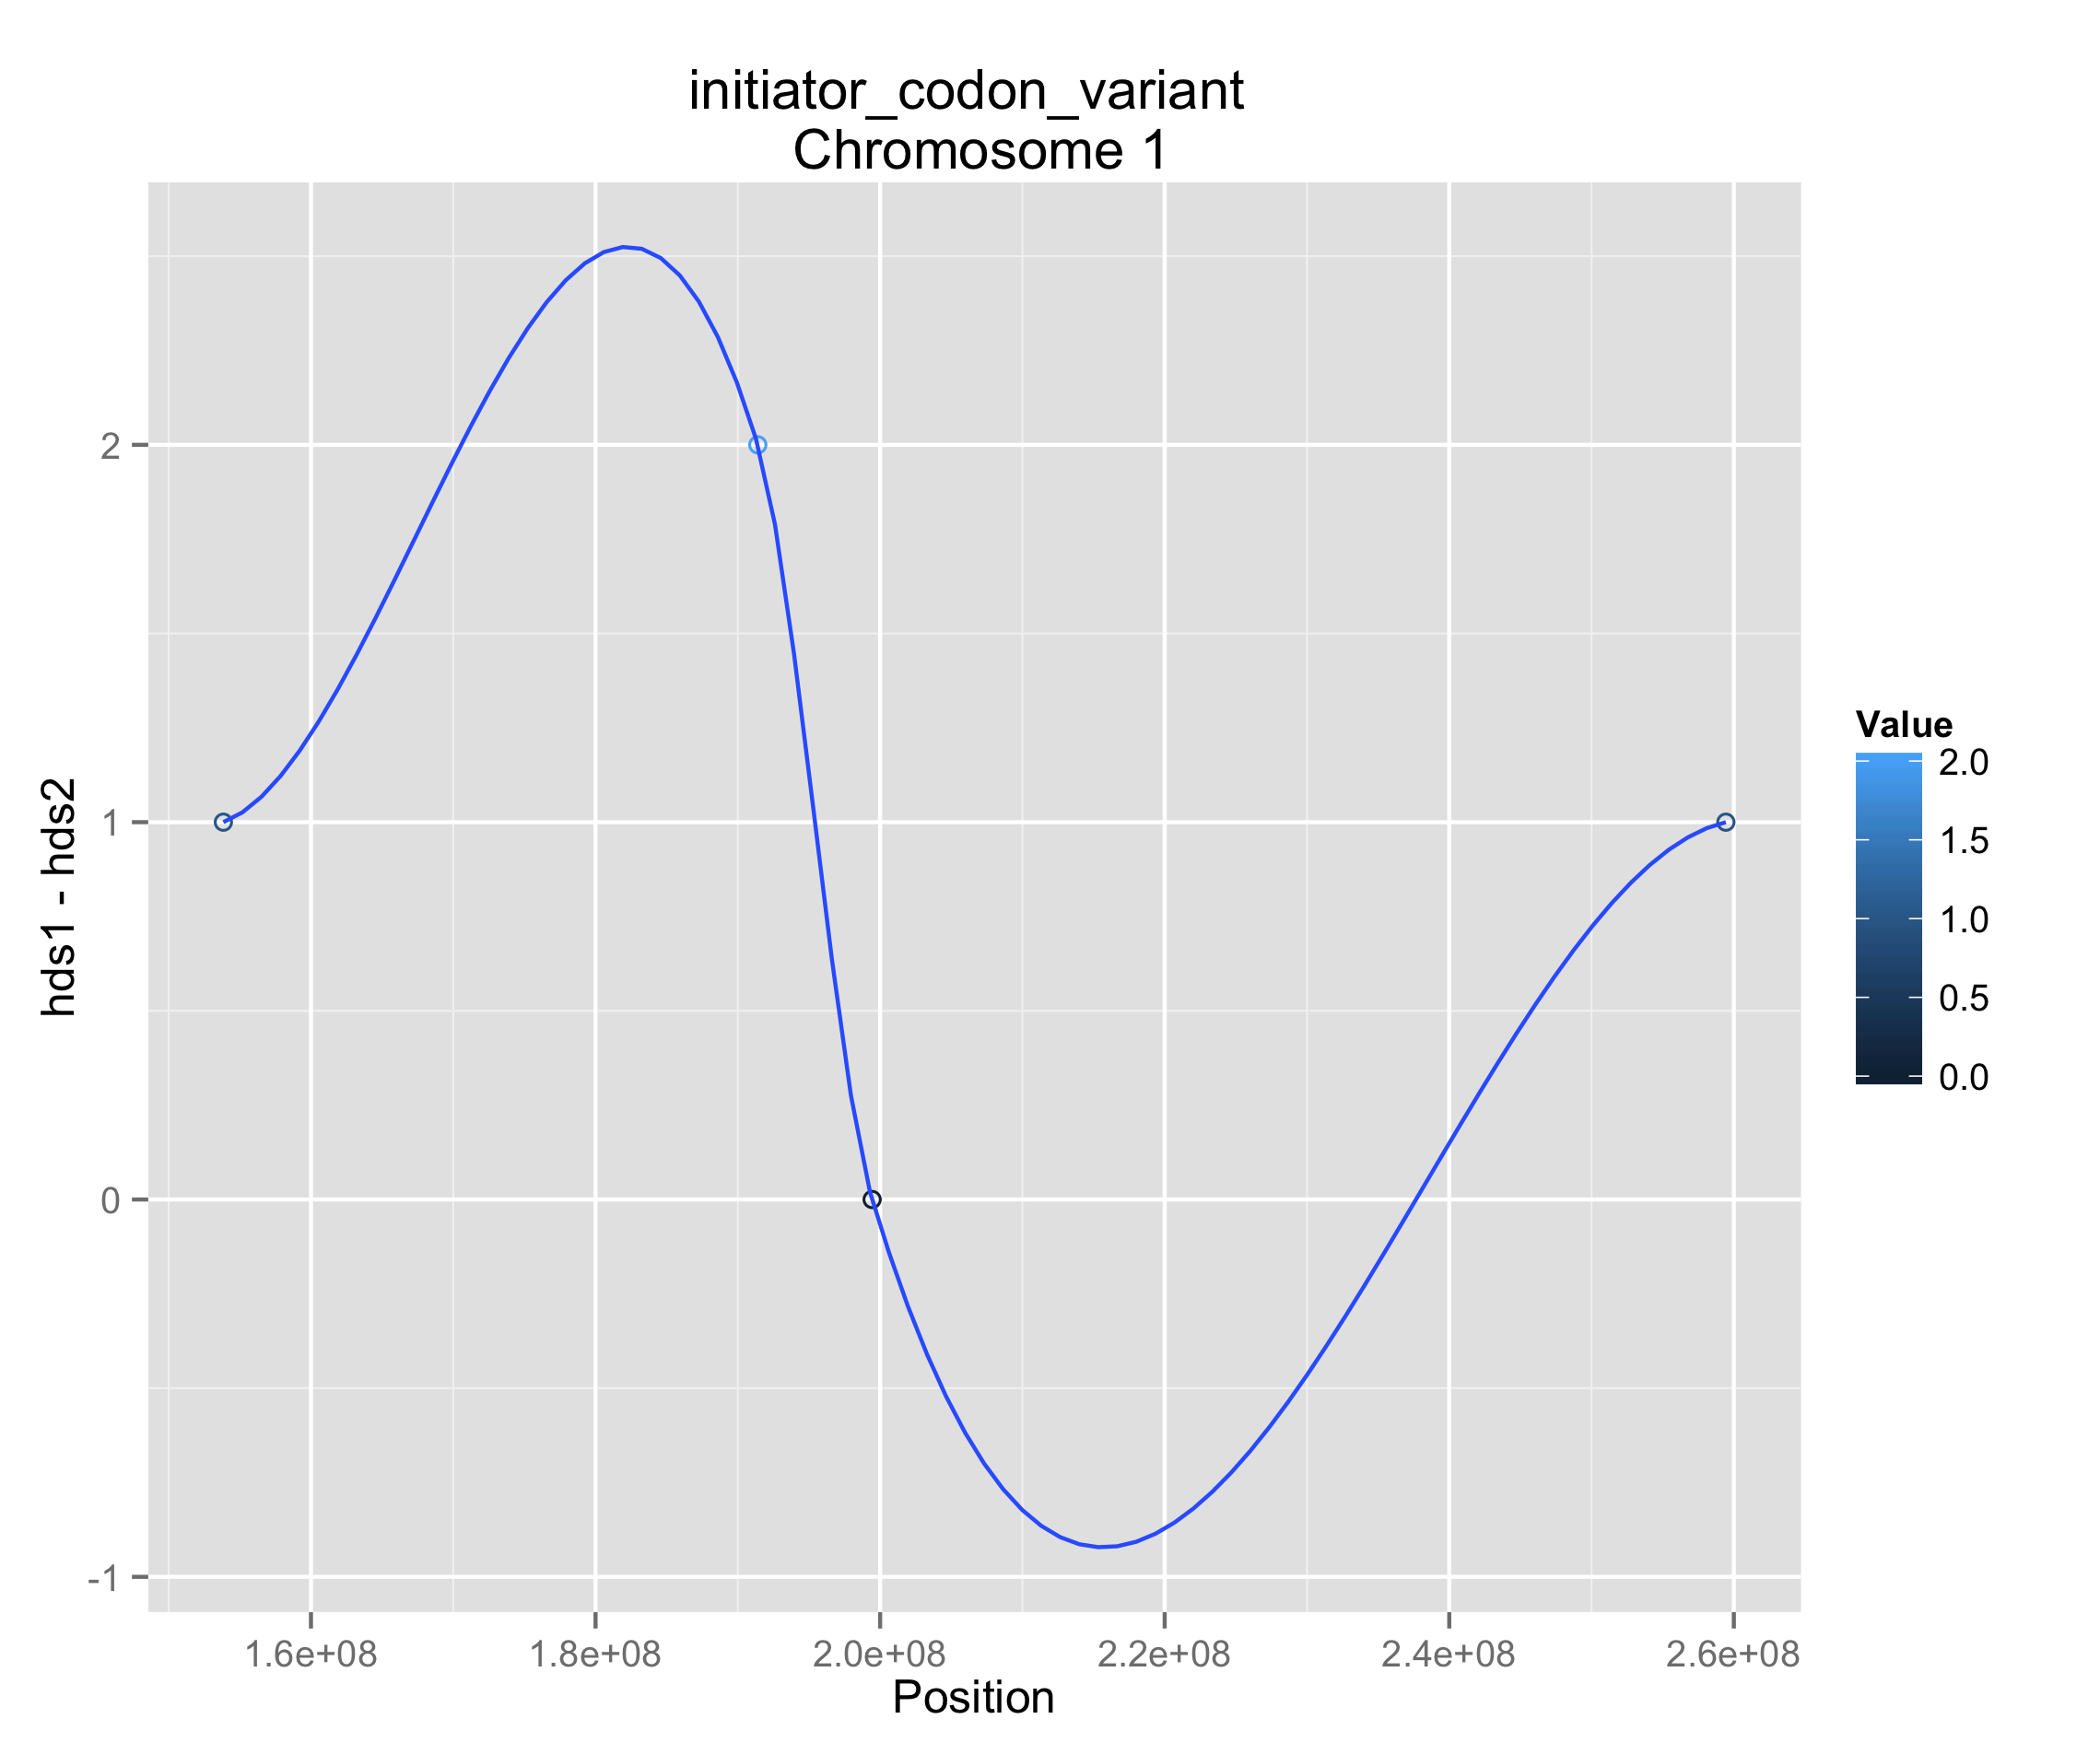 initiator_codon_variant
Chromosome 1
hds1 - hds2
2
1
0
-1
1.6e+08 1.8e+08 2.0e+08 2.2e+08 2.4e+08 2.6e+08
Position
Value
2.0
1.5
1.0
0.5
0.0